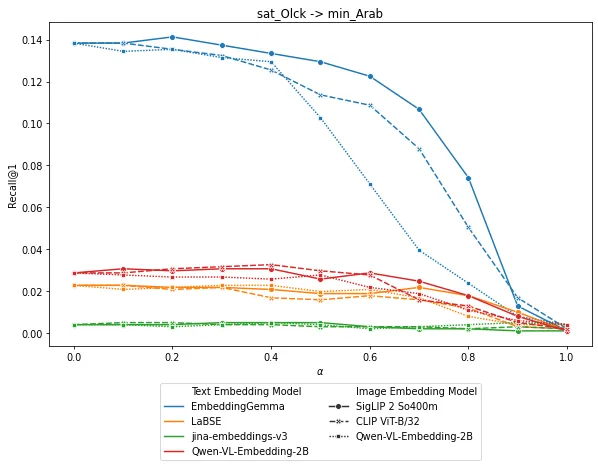 sat_Olck -> min_Arab
0.14
0.12
0.10
0.08
0.06
0.04
0.02
0.00
Recall@1
0.0 0.2 0.4 0.6 0.8 1.0
α
Text Embedding Model Image Embedding Model
EmbeddingGemma SigLIP 2 So400m
LaBSE CLIP ViT-B/32
jina-embeddings-v3 Qwen-VL-Embedding-2B
Qwen-VL-Embedding-2B